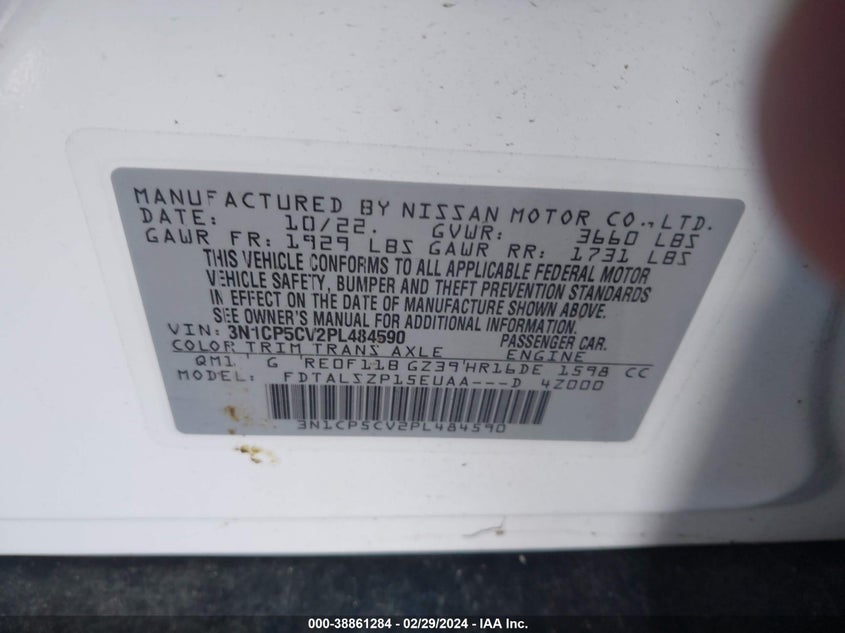 MANUFACTURED BY NISSAN MOTOR CO.,LTD.
DATE: 10/22. GVWR: 3660 LBS
GAWR FR: 1929 LBS GAWR RR: 1731 LBS
THIS VEHICLE CONFORMS TO ALL APPLICABLE FEDERAL MOTOR
VEHICLE SAFETY, BUMPER AND THEFT PREVENTION STANDARDS
IN EFFECT ON THE DATE OF MANUFACTURE SHOWN ABOVE.
SEE OWNER'S MANUAL FOR ADDITIONAL INFORMATION.
VIN: 3N1CP5CV2PL484590 PASSENGER CAR.
COLOR TRIM TRANS AXLE ENGINE
QM1 ' G 'RE0F11B GZ39'HR16DE 1598 CC
MODEL: FDTALSZP15EUAA---D 4Z000
3N1CP5CV2PL484590
000-38861284 - 02/29/2024 - IAA Inc.